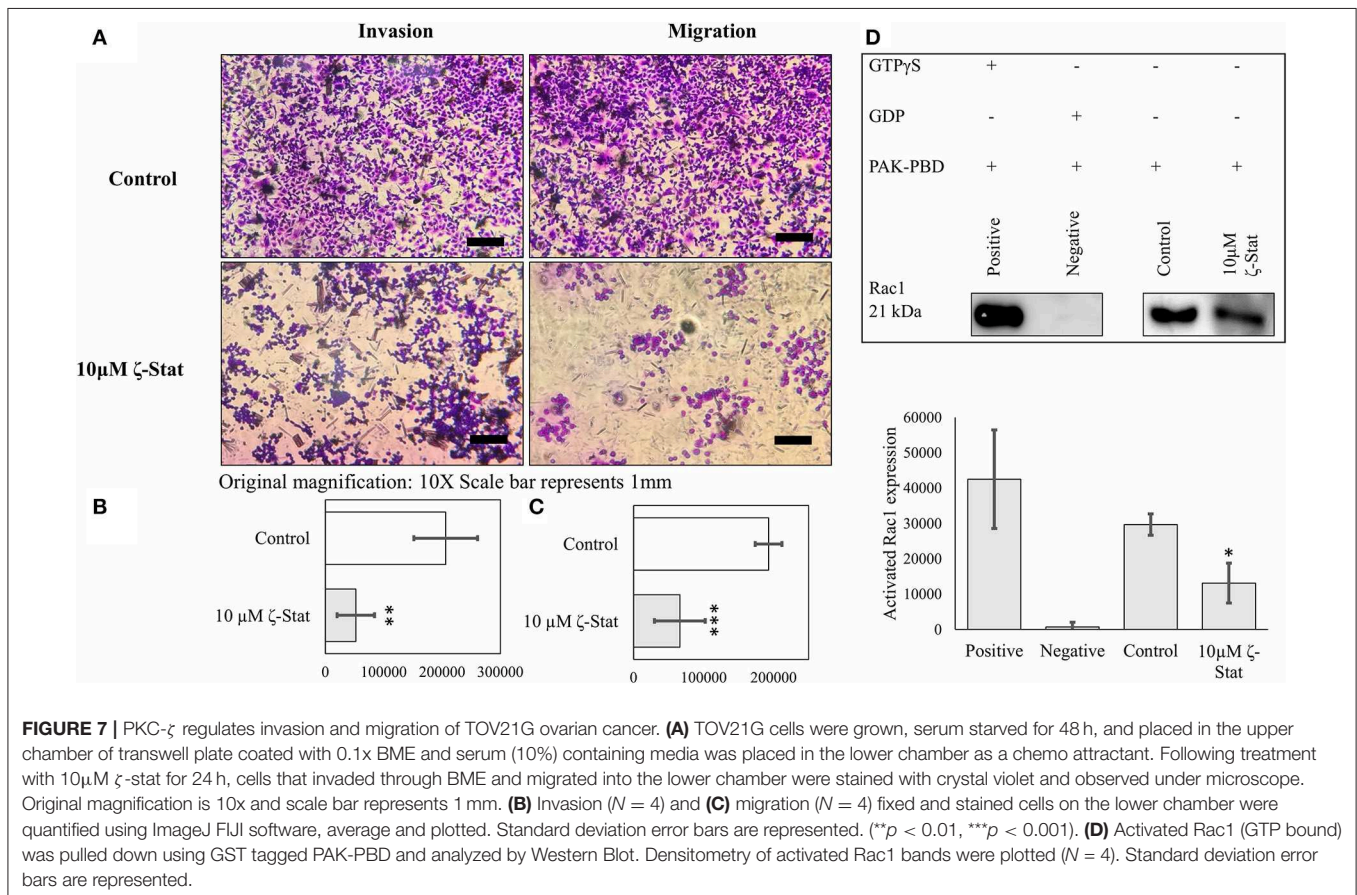 A
Invasion
Migration
Control
10μM ζ-Stat
Original magnification: 10X Scale bar represents 1mm
B
Control
10 μM ζ-Stat
**
0 100000 200000 300000
C
Control
10 μM ζ-Stat
***
0 100000 200000
D
GTPγS + - - -
GDP - + - -
PAK-PBD + + + +
Positive
Negative
Control
10μM
ζ-Stat
Rac1
21 kDa
Activated Rac1 expression
60000
50000
40000
30000
20000
10000
0
*
Positive Negative Control 10μM ζ-
Stat
FIGURE 7 | PKC-ζ regulates invasion and migration of TOV21G ovarian cancer. (A) TOV21G cells were grown, serum starved for 48 h, and placed in the upper
chamber of transwell plate coated with 0.1x BME and serum (10%) containing media was placed in the lower chamber as a chemo attractant. Following treatment
with 10μM ζ-stat for 24 h, cells that invaded through BME and migrated into the lower chamber were stained with crystal violet and observed under microscope.
Original magnification is 10x and scale bar represents 1 mm. (B) Invasion (N = 4) and (C) migration (N = 4) fixed and stained cells on the lower chamber were
quantified using ImageJ FIJI software, average and plotted. Standard deviation error bars are represented. (**p < 0.01, ***p < 0.001). (D) Activated Rac1 (GTP bound)
was pulled down using GST tagged PAK-PBD and analyzed by Western Blot. Densitometry of activated Rac1 bands were plotted (N = 4). Standard deviation error
bars are represented.